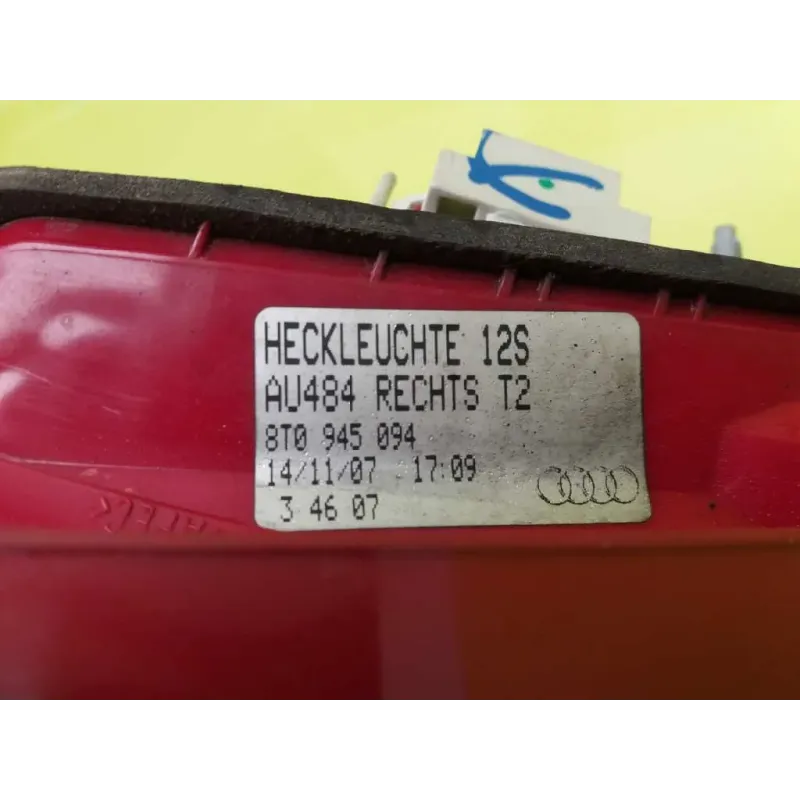 HECKLEUCHTE 12S
AU484 RECHTS T2
8T0 945 094
14/11/07 17:09
3 46 07